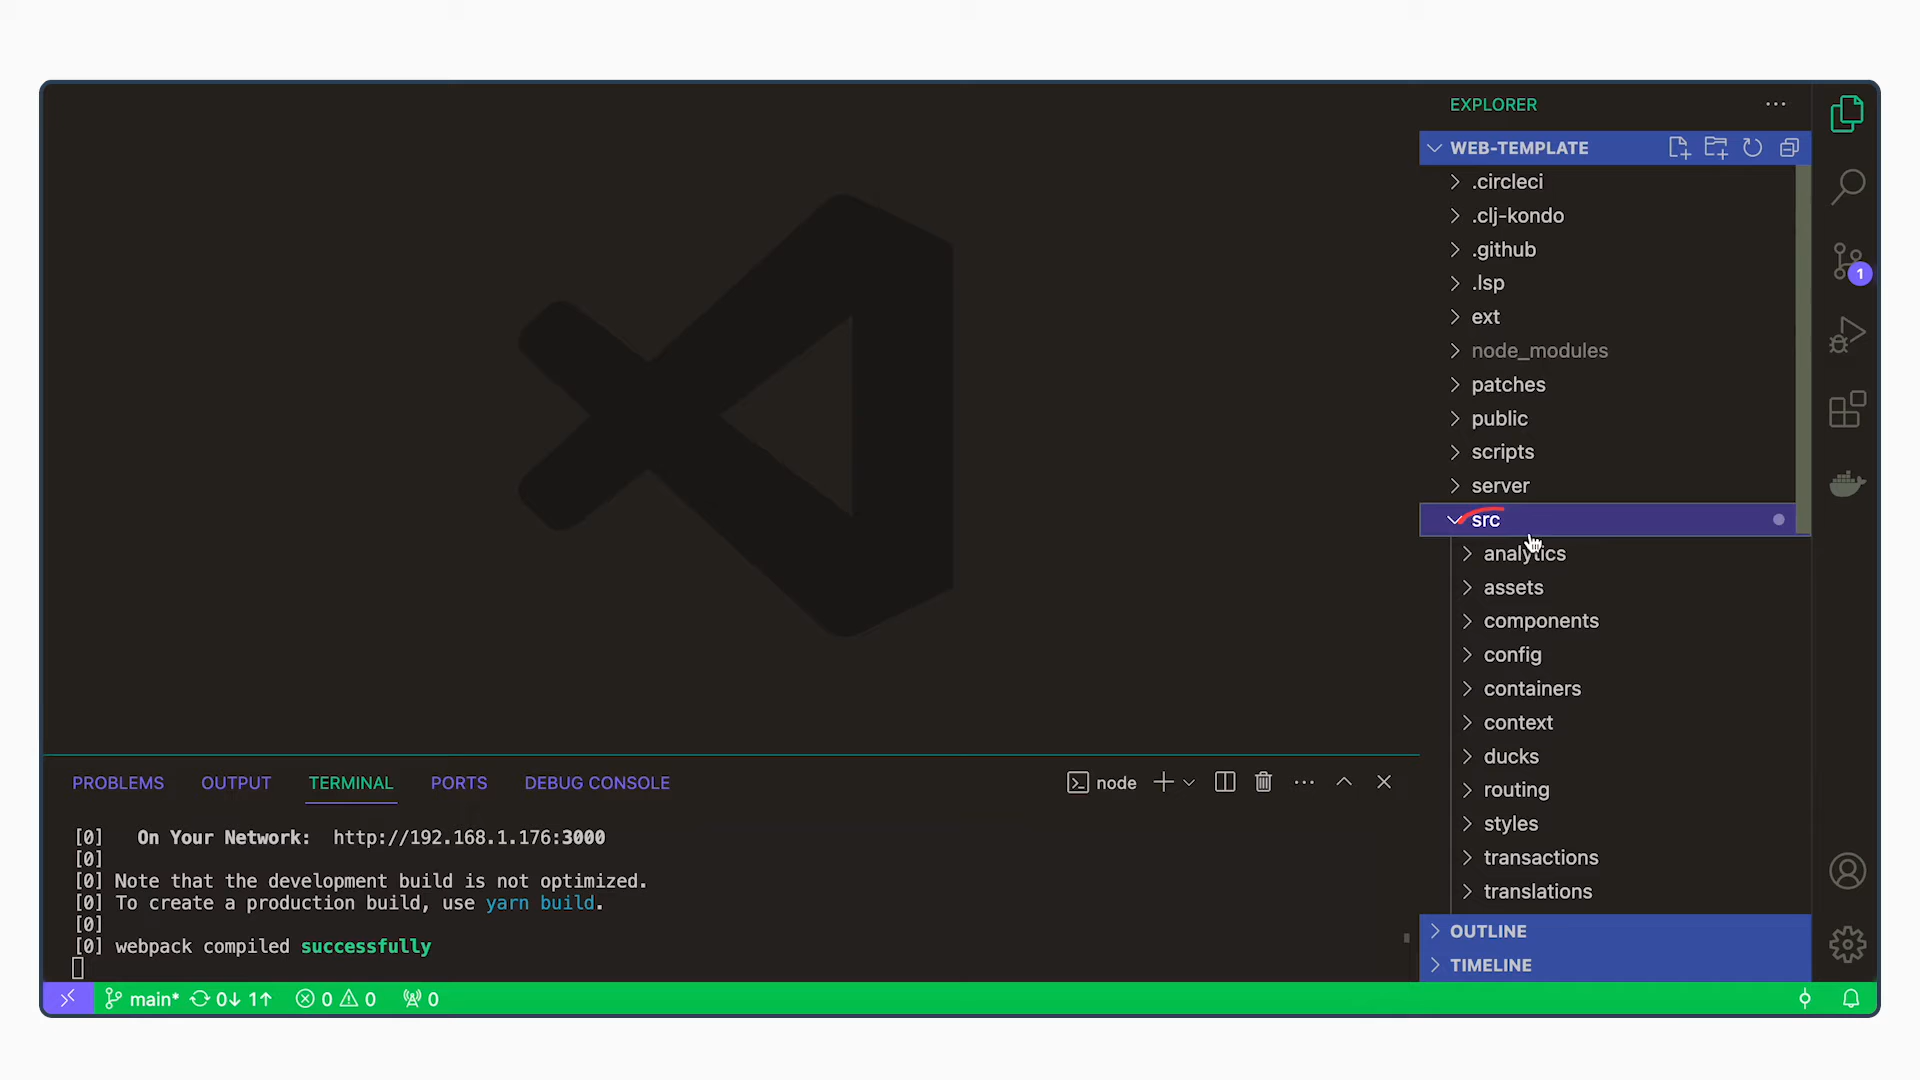 EXPLORER
WEB-TEMPLATE
.circleci
.clj-kondo
.github
.lsp
ext
node_modules
patches
public
scripts
server
src
analytics
assets
components
config
containers
context
ducks
routing
styles
transactions
translations
OUTLINE
TIMELINE
1
PROBLEMS OUTPUT TERMINAL PORTS DEBUG CONSOLE node
[0] On Your Network: http://192.168.1.176:3000
[0]
[0] Note that the development build is not optimized.
[0] To create a production build, use yarn build.
[0]
[0] webpack compiled successfully
main* 0↓ 1↑ 0 0 0